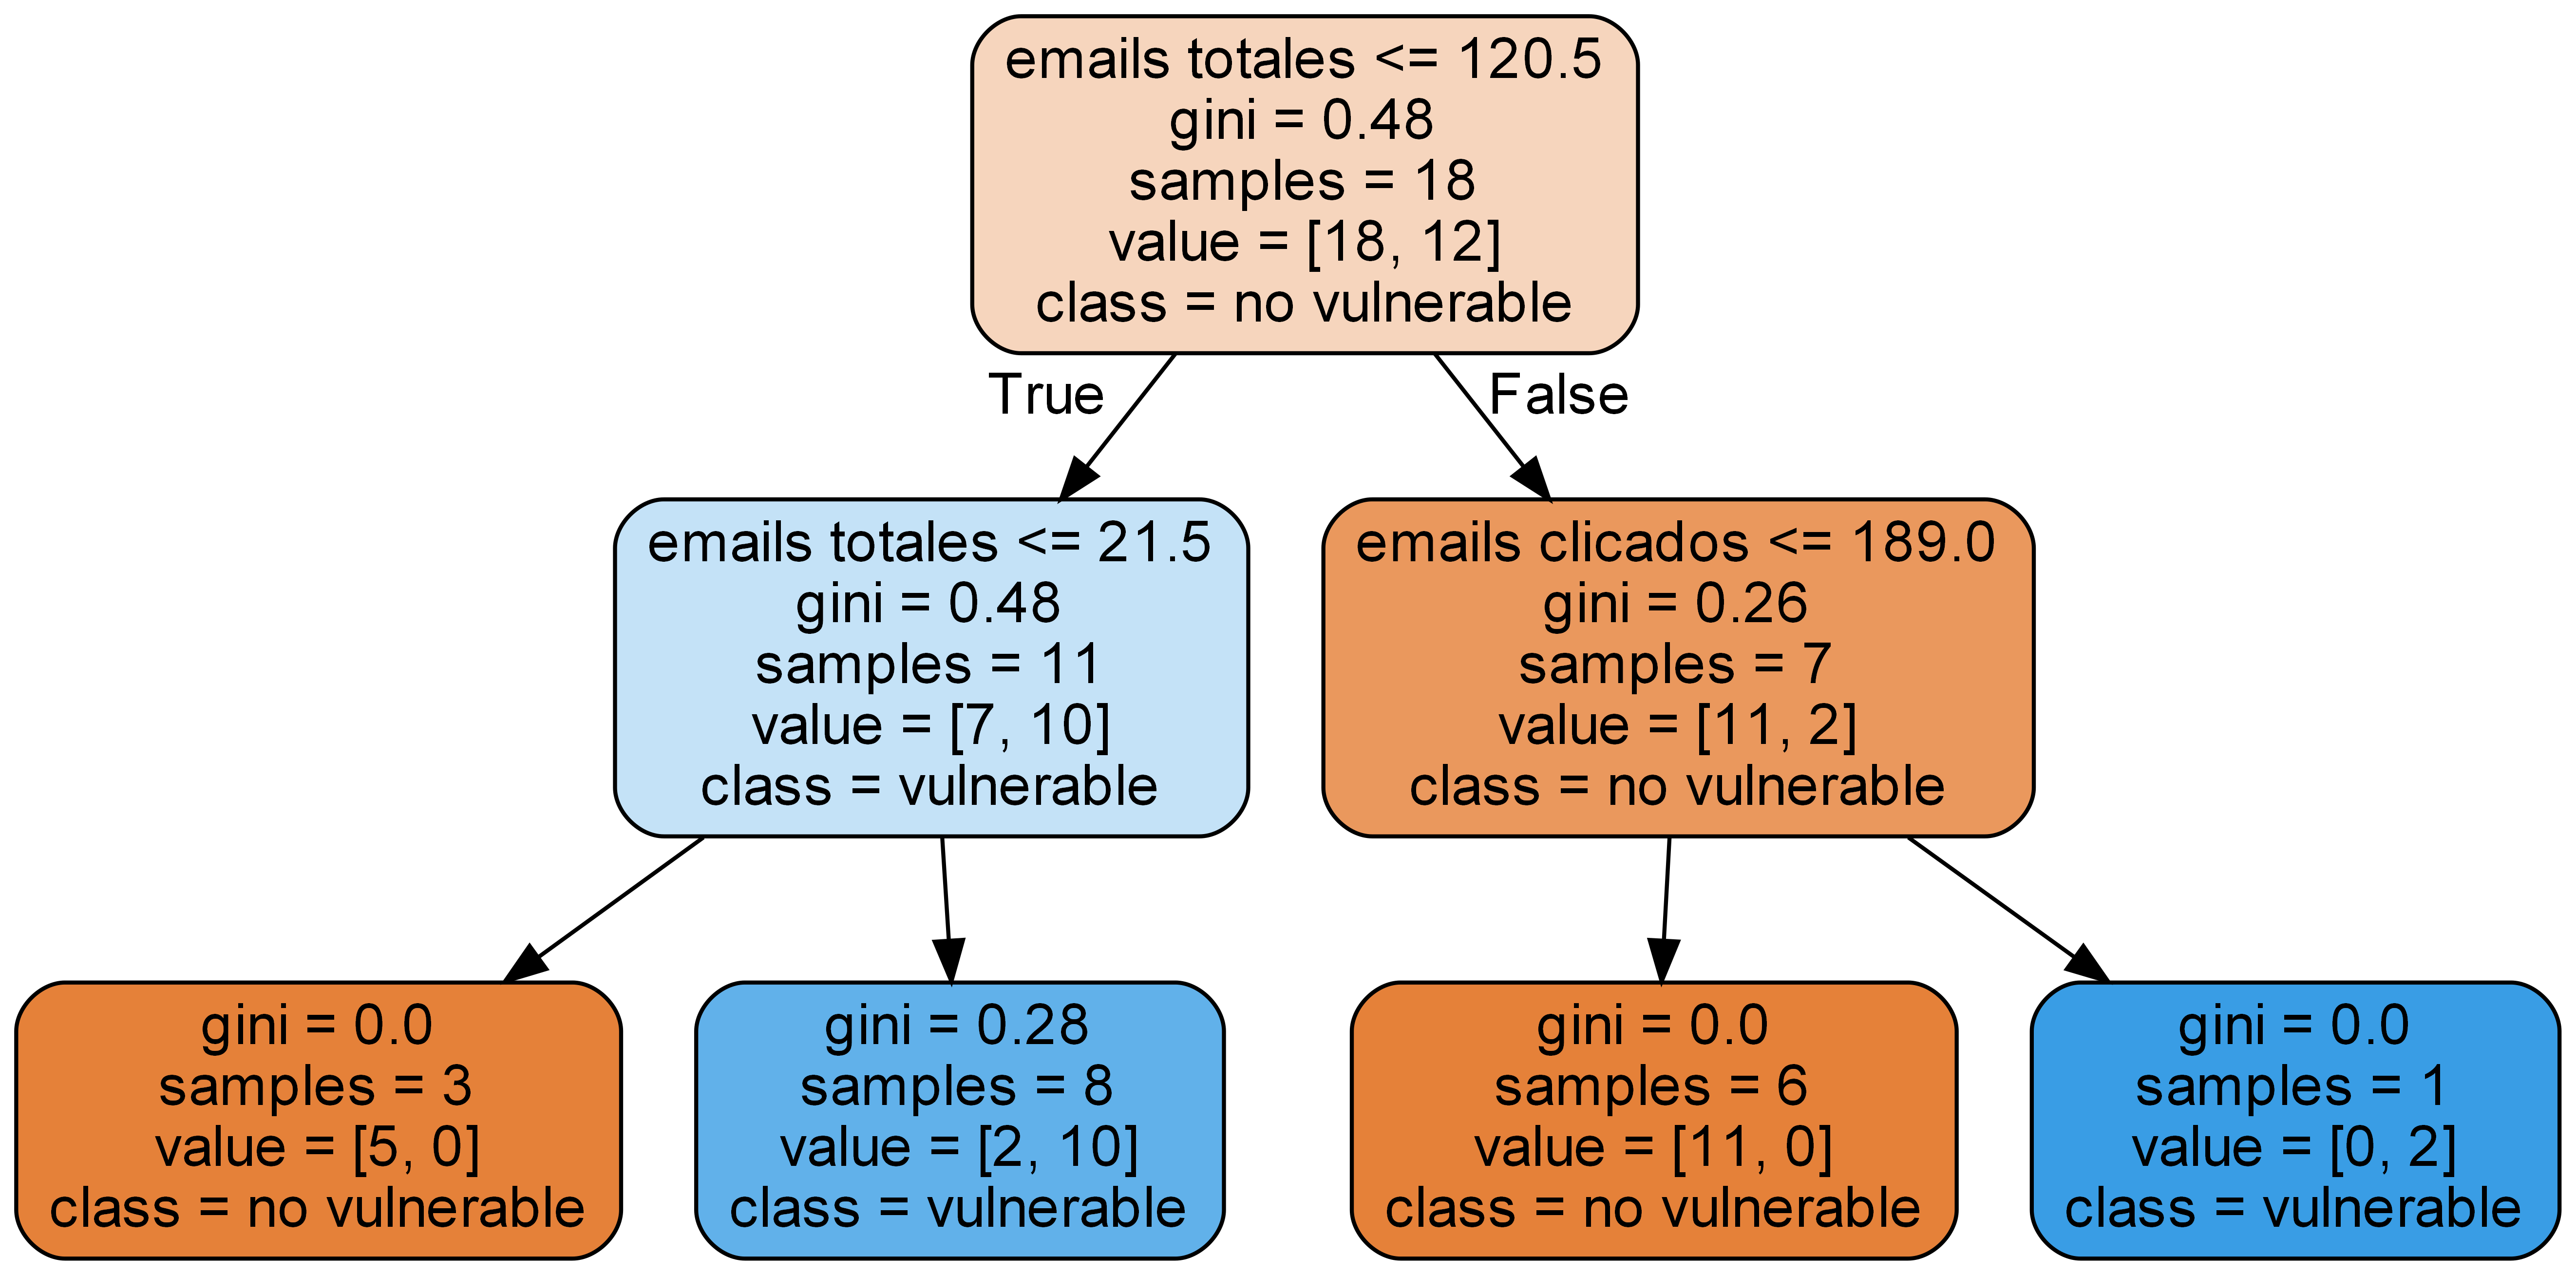 emails totales <= 120.5
gini = 0.48
samples = 18
value = [18, 12]
class = no vulnerable
True
False
emails totales <= 21.5
gini = 0.48
samples = 11
value = [7, 10]
class = vulnerable
emails clicados <= 189.0
gini = 0.26
samples = 7
value = [11, 2]
class = no vulnerable
gini = 0.0
samples = 3
value = [5, 0]
class = no vulnerable
gini = 0.28
samples = 8
value = [2, 10]
class = vulnerable
gini = 0.0
samples = 6
value = [11, 0]
class = no vulnerable
gini = 0.0
samples = 1
value = [0, 2]
class = vulnerable